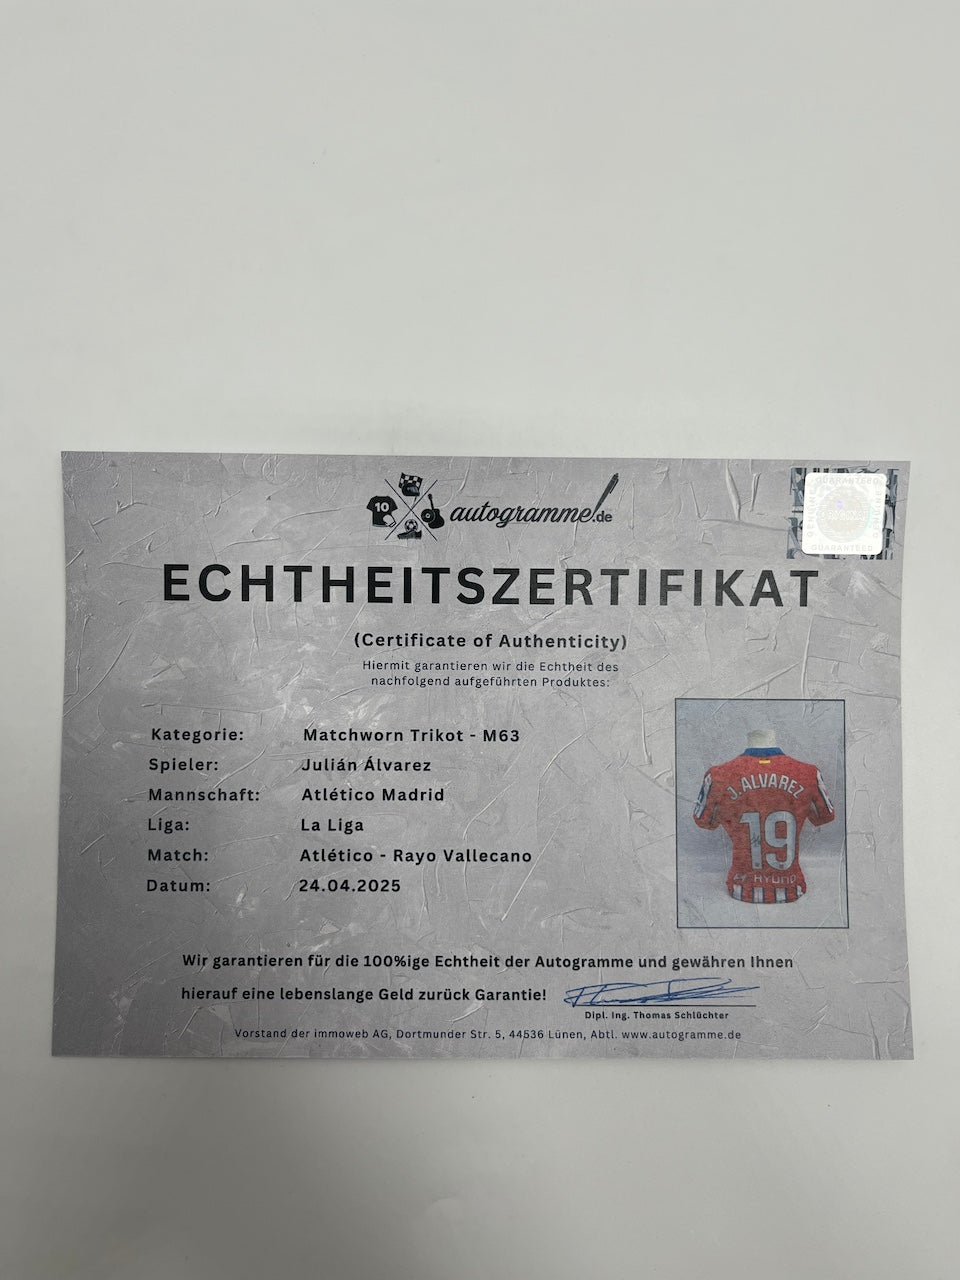 10
autogramme.de
GUARANTEED
GUARANTEED
ECHTHEITSZERTIFIKAT
(Certificate of Authenticity)
Hiermit garantieren wir die Echtheit des
nachfolgend aufgeführten Produktes:
Kategorie: Matchworn Trikot - M63
Spieler: Julián Álvarez
Mannschaft: Atlético Madrid
Liga: La Liga
Match: Atlético - Rayo Vallecano
Datum: 24.04.2025
J. ALVAREZ
19
Wir garantieren für die 100%ige Echtheit der Autogramme und gewähren Ihnen
hierauf eine lebenslange Geld zurück Garantie!
Dipl. Ing. Thomas Schlüchter
Vorstand der immoweb AG, Dortmunder Str. 5, 44536 Lünen, Abtl. www.autogramme.de